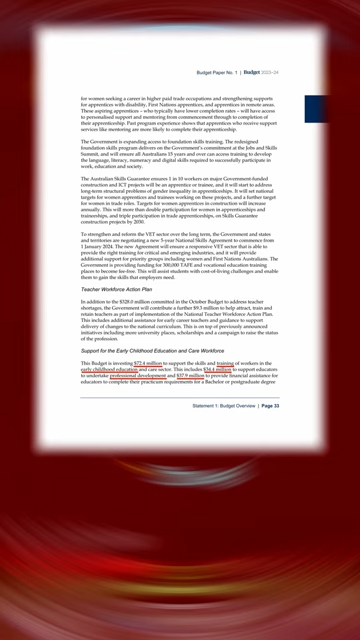 Budget Paper No. 1 | Budget 2023–24
for women seeking a career in higher paid trade occupations and strengthening supports
for apprentices with disability, First Nations apprentices, and apprentices in remote areas.
These aspiring apprentices – who typically have lower completion rates – will have access
to personalised support and mentoring from commencement through to completion of
their apprenticeship. Past program experience shows that apprentices who receive support
services like mentoring are more likely to complete their apprenticeship.
The Government is expanding access to foundation skills training. The redesigned
foundation skills program delivers on the Government's commitment at the Jobs and Skills
Summit, and will ensure all Australians 15 years and over can access training to develop
the language, literacy, numeracy and digital skills required to successfully participate in
work, education and society.
The Australian Skills Guarantee ensures 1 in 10 workers on major Government-funded
construction and ICT projects will be an apprentice or trainee, and it will start to address
long-term structural problems of gender inequality in apprenticeships. It will set national
targets for women apprentices and trainees working on these projects, and a further target
for women in trade roles. Targets for women apprentices in construction will increase
annually. This will more than double participation for women in apprenticeships and
traineeships, and triple participation in trade apprenticeships, on Skills Guarantee
construction projects by 2030.
To strengthen and reform the VET sector over the long term, the Government and states
and territories are negotiating a new 5-year National Skills Agreement to commence from
1 January 2024. The new Agreement will ensure a responsive VET sector that is able to
provide the right training for critical and emerging industries, and it will provide
additional support for priority groups including women and First Nations Australians. The
Government is providing funding for 300,000 TAFE and vocational education training
places to become fee-free. This will assist students with cost-of-living challenges and enable
them to gain the skills that employers need.
Teacher Workforce Action Plan
In addition to the $328.0 million committed in the October Budget to address teacher
shortages, the Government will contribute a further $9.3 million to help attract, train and
retain teachers as part of implementation of the National Teacher Workforce Action Plan.
This includes additional assistance for early career teachers and guidance to support
delivery of changes to the national curriculum. This is on top of previously announced
initiatives including more university places, scholarships and a campaign to raise the status
of the profession.
Support for the Early Childhood Education and Care Workforce
This Budget is investing $72.4 million to support the skills and training of workers in the
early childhood education and care sector. This includes $34.4 million to support educators
to undertake professional development and $37.9 million to provide financial assistance for
educators to complete their practicum requirements for a Bachelor or postgraduate degree
Statement 1: Budget Overview | Page 33